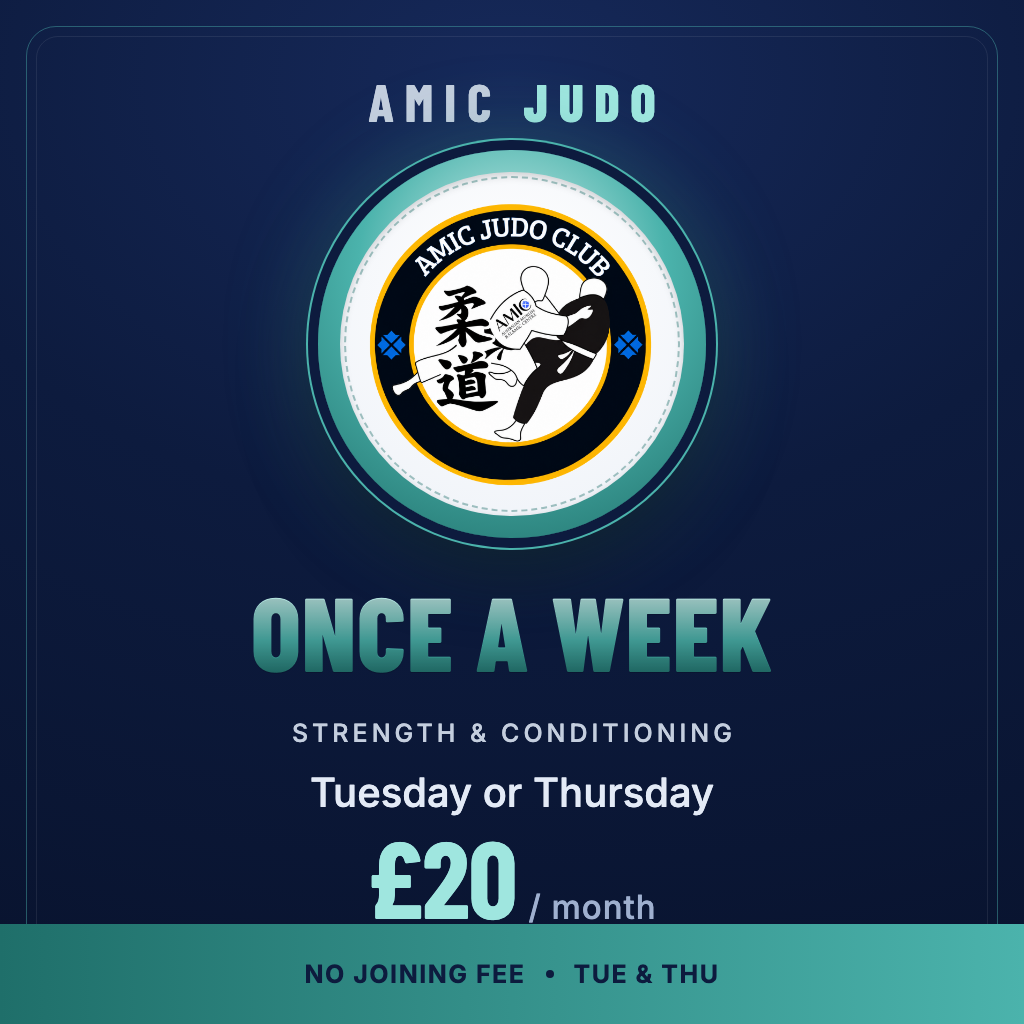 AMIC JUDO
AMIC JUDO CLUB
柔道
AMIC
ONCE A WEEK
STRENGTH & CONDITIONING
Tuesday or Thursday
£20 / month
NO JOINING FEE • TUE & THU